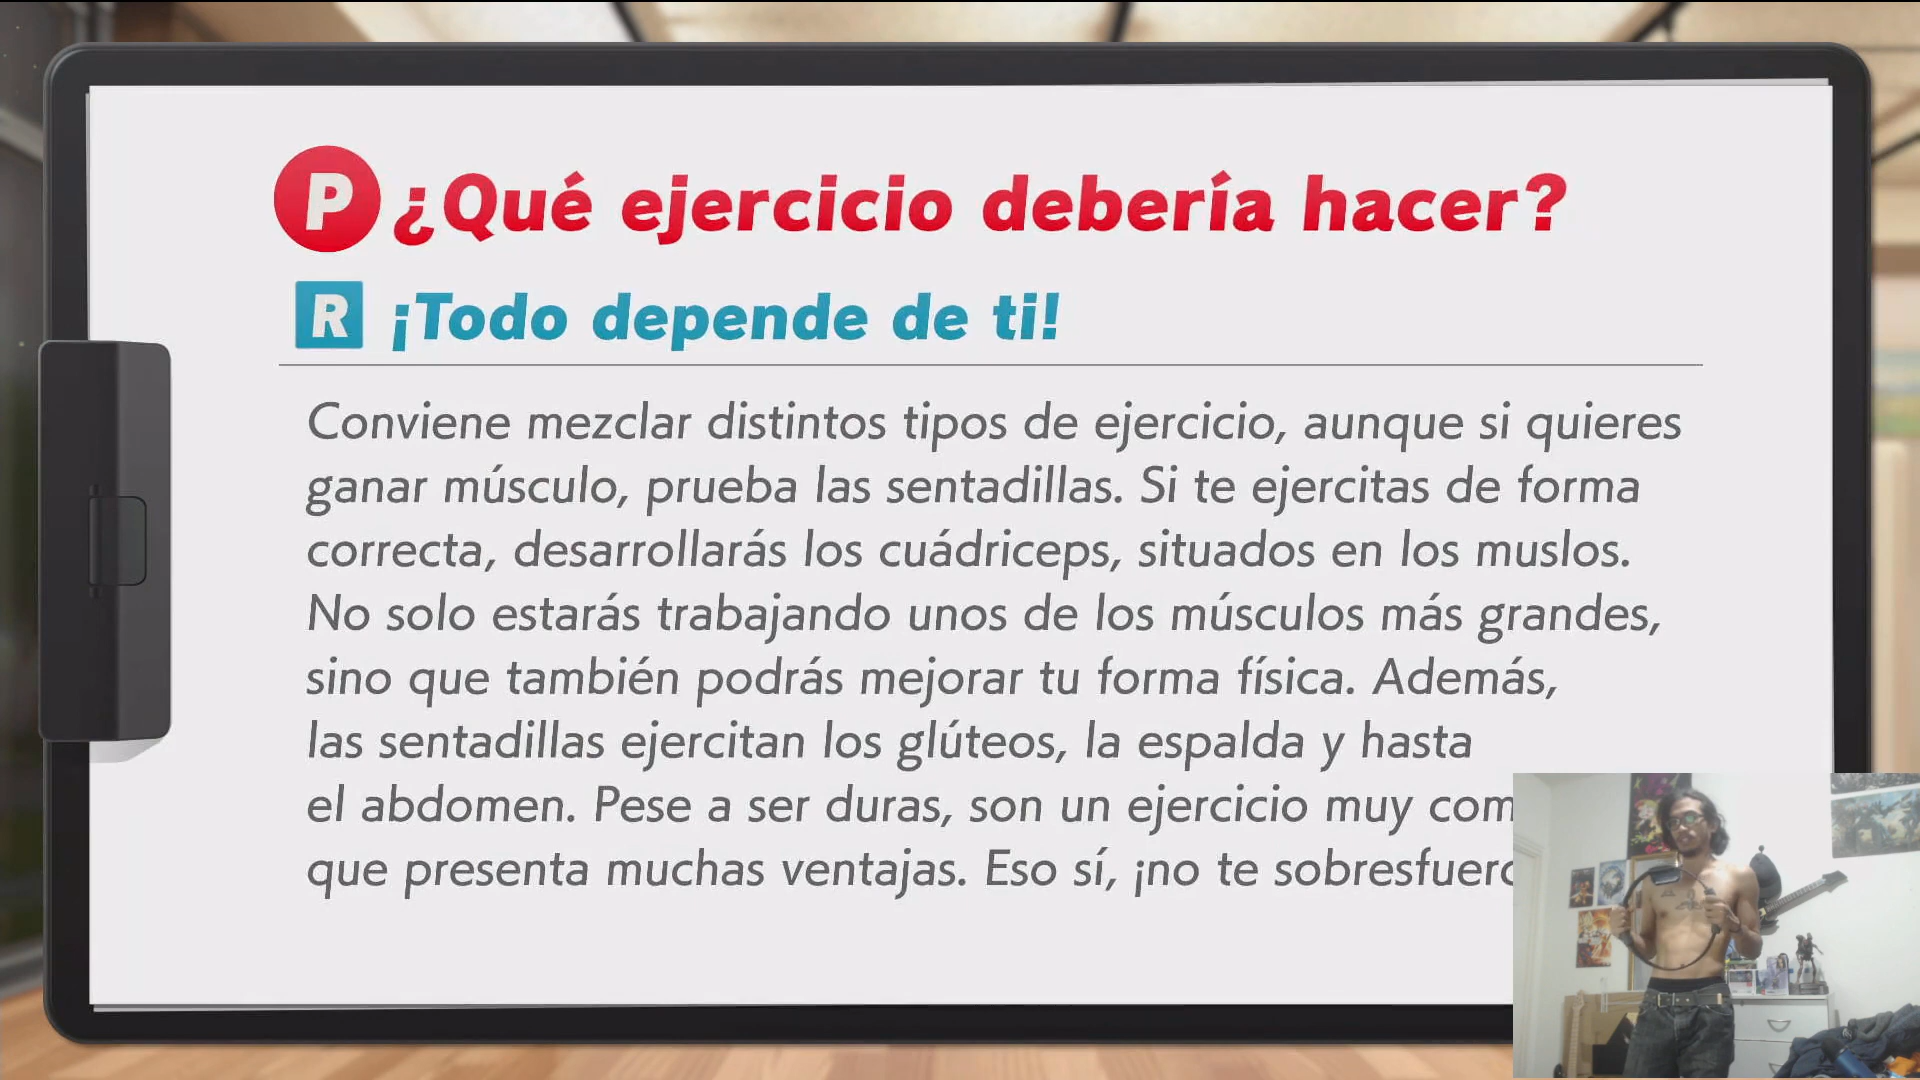 P ¿Qué ejercicio debería hacer?
R ¡Todo depende de ti!
Conviene mezclar distintos tipos de ejercicio, aunque si quieres
ganar músculo, prueba las sentadillas. Si te ejercitas de forma
correcta, desarrollarás los cuádriceps, situados en los muslos.
No solo estarás trabajando unos de los músculos más grandes,
sino que también podrás mejorar tu forma física. Además,
las sentadillas ejercitan los glúteos, la espalda y hasta
el abdomen. Pese a ser duras, son un ejercicio muy
que presenta muchas ventajas. Eso sí, ¡no te